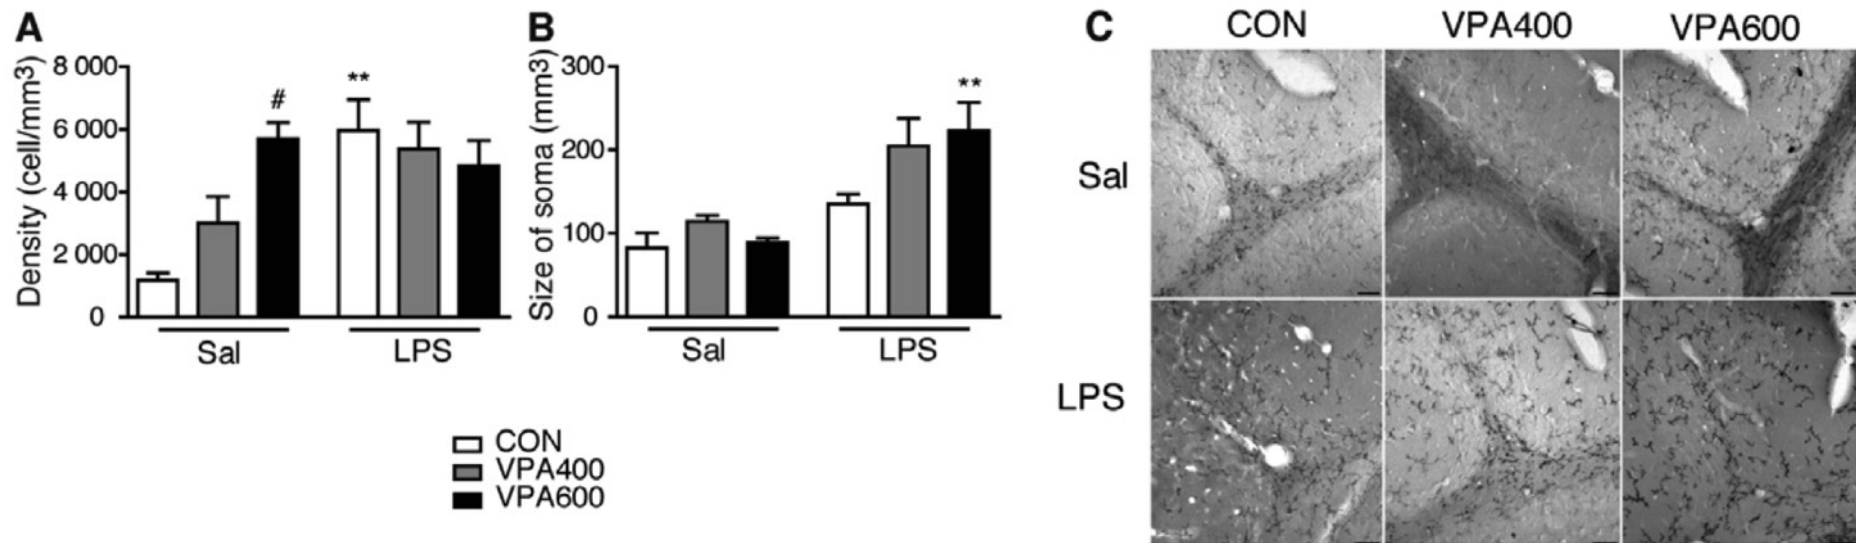 A
Density (cell/mm3)
8 000
6 000
4 000
2 000
0
#
**
Sal
LPS
B
Size of soma (mm3)
300
200
100
0
**
Sal
LPS
CON
VPA400
VPA600
C
CON
VPA400
VPA600
Sal
LPS